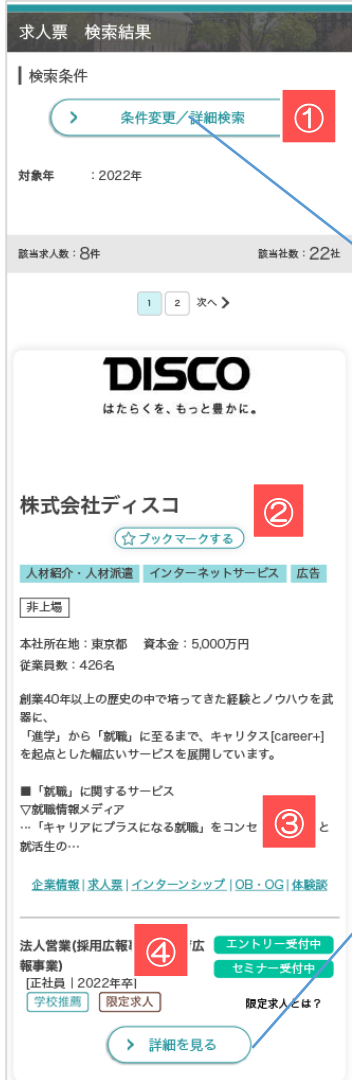 求人票 検索結果
検索条件
条件変更/詳細検索
①
対象年 :2022年
該当求人数:8件 該当社数:22社
1 2 次へ
DISCO
はたらくを、もっと豊かに。
株式会社ディスコ
②
☆ブックマークする
人材紹介・人材派遣 インターネットサービス 広告
非上場
本社所在地:東京都 資本金:5,000万円
従業員数:426名
創業40年以上の歴史の中で培ってきた経験とノウハウを武
器に、
「進学」から「就職」に至るまで、キャリタス[career+]
を起点とした幅広いサービスを展開しています。
■「就職」に関するサービス
▽就職情報メディア
…「キャリアにプラスになる就職」をコンセ ③ と
就活生の…
企業情報|求人票|インターンシップ|OB・OG|体験談
法人営業(採用広報 ④ 広 エントリー受付中
報事業) セミナー受付中
[正社員|2022年卒]
学校推薦 限定求人 限定求人とは?
詳細を見る